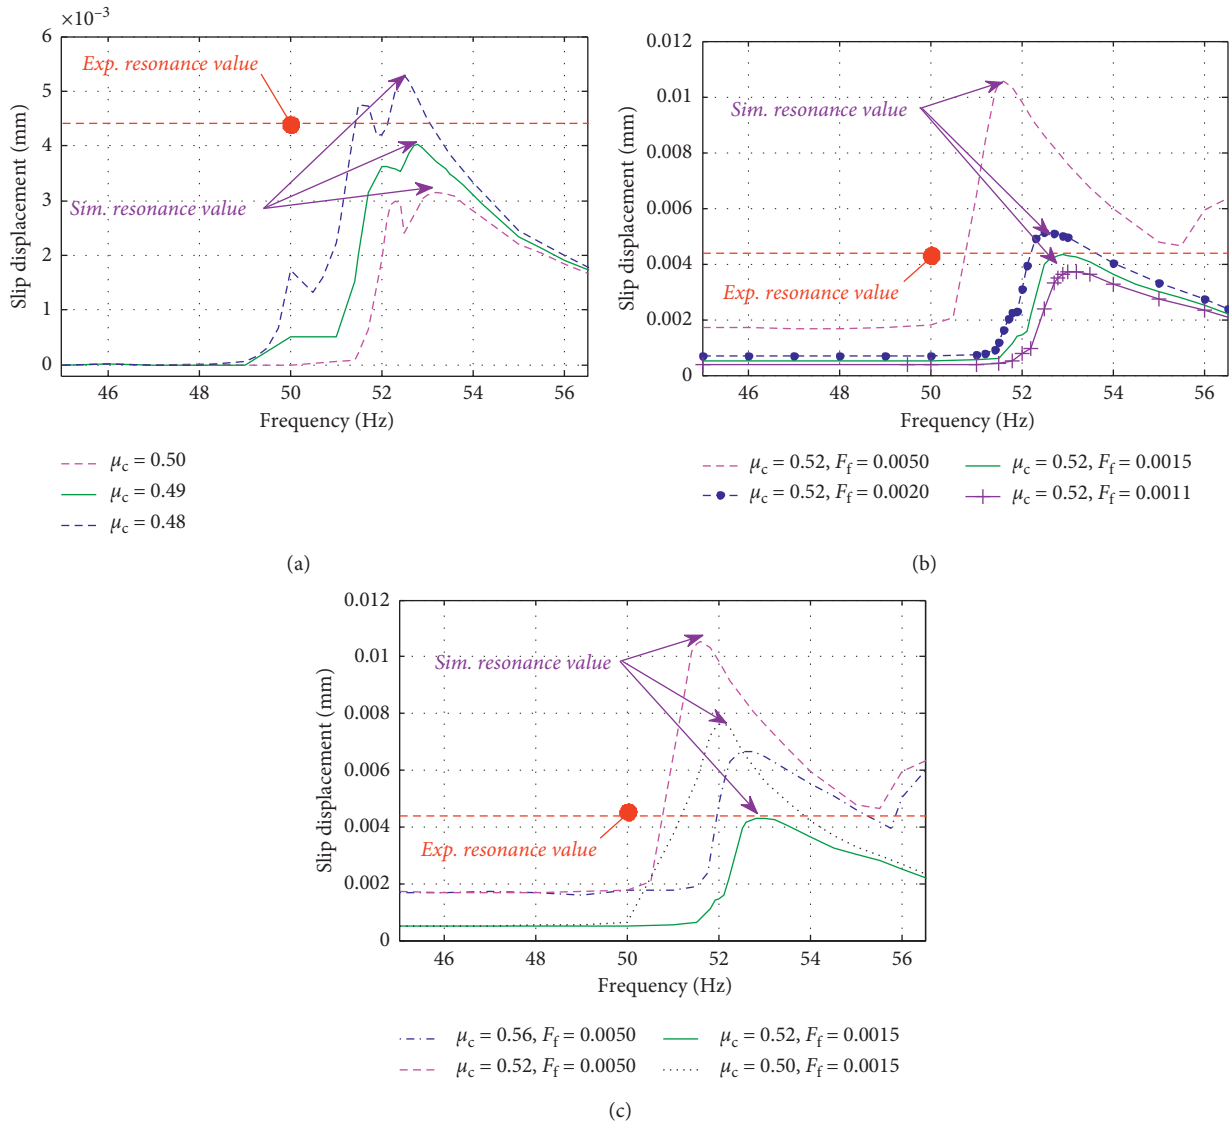 ×10⁻³
6
5
4
3
2
1
0
Slip displacement (mm)
Exp. resonance value
Sim. resonance value
46 48 50 52 54 56
Frequency (Hz)
μc = 0.50
μc = 0.49
μc = 0.48
(a)
0.012
0.01
0.008
0.006
0.004
0.002
0
Slip displacement (mm)
Sim. resonance value
Exp. resonance value
46 48 50 52 54 56
Frequency (Hz)
μc = 0.52, Ff = 0.0050
μc = 0.52, Ff = 0.0020
μc = 0.52, Ff = 0.0015
μc = 0.52, Ff = 0.0011
(b)
0.012
0.01
0.008
0.006
0.004
0.002
0
Slip displacement (mm)
Sim. resonance value
Exp. resonance value
46 48 50 52 54 56
Frequency (Hz)
μc = 0.56, Ff = 0.0050
μc = 0.52, Ff = 0.0050
μc = 0.52, Ff = 0.0015
μc = 0.50, Ff = 0.0015
(c)